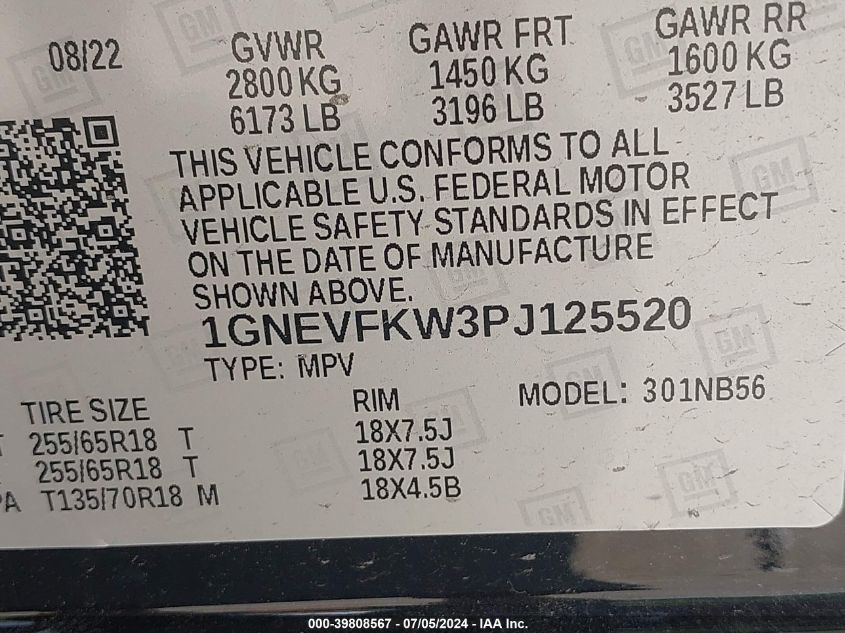 08/22 GVWR GAWR FRT GAWR RR
2800 KG 1450 KG 1600 KG
6173 LB 3196 LB 3527 LB
THIS VEHICLE CONFORMS TO ALL
APPLICABLE U.S. FEDERAL MOTOR
VEHICLE SAFETY STANDARDS IN EFFECT
ON THE DATE OF MANUFACTURE
SHOWN ABOVE.
1GNEVFKW3PJ125520
TYPE: MPV
MODEL: 301NB56
TIRE SIZE RIM
255/65R18 T 18X7.5J
255/65R18 T 18X7.5J
T135/70R18 M 18X4.5B
GM
000-39808567 - 07/05/2024 - IAA Inc.